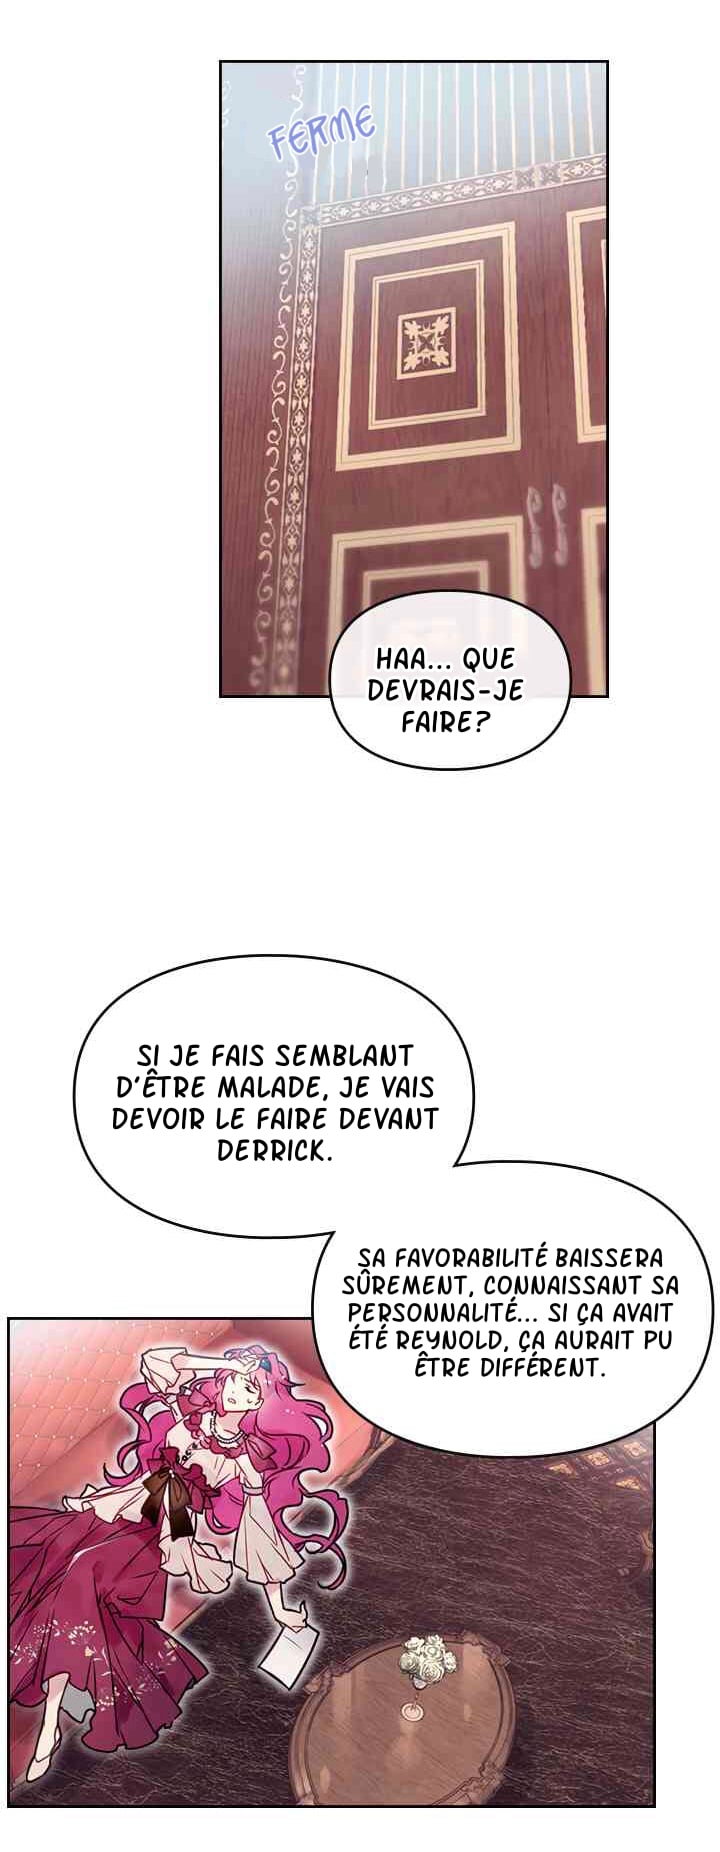 FERME
HAA... QUE
DEVRAIS-JE
FAIRE?
SI JE FAIS SEMBLANT
D'ÊTRE MALADE, JE VAIS
DEVOIR LE FAIRE DEVANT
DERRICK.
SA FAVORABILITÉ BAISSERA
SÛREMENT, CONNAISSANT SA
PERSONNALITÉ... SI ÇA AVAIT
ÉTÉ REYNOLD, ÇA AURAIT PU
ÊTRE DIFFÉRENT.